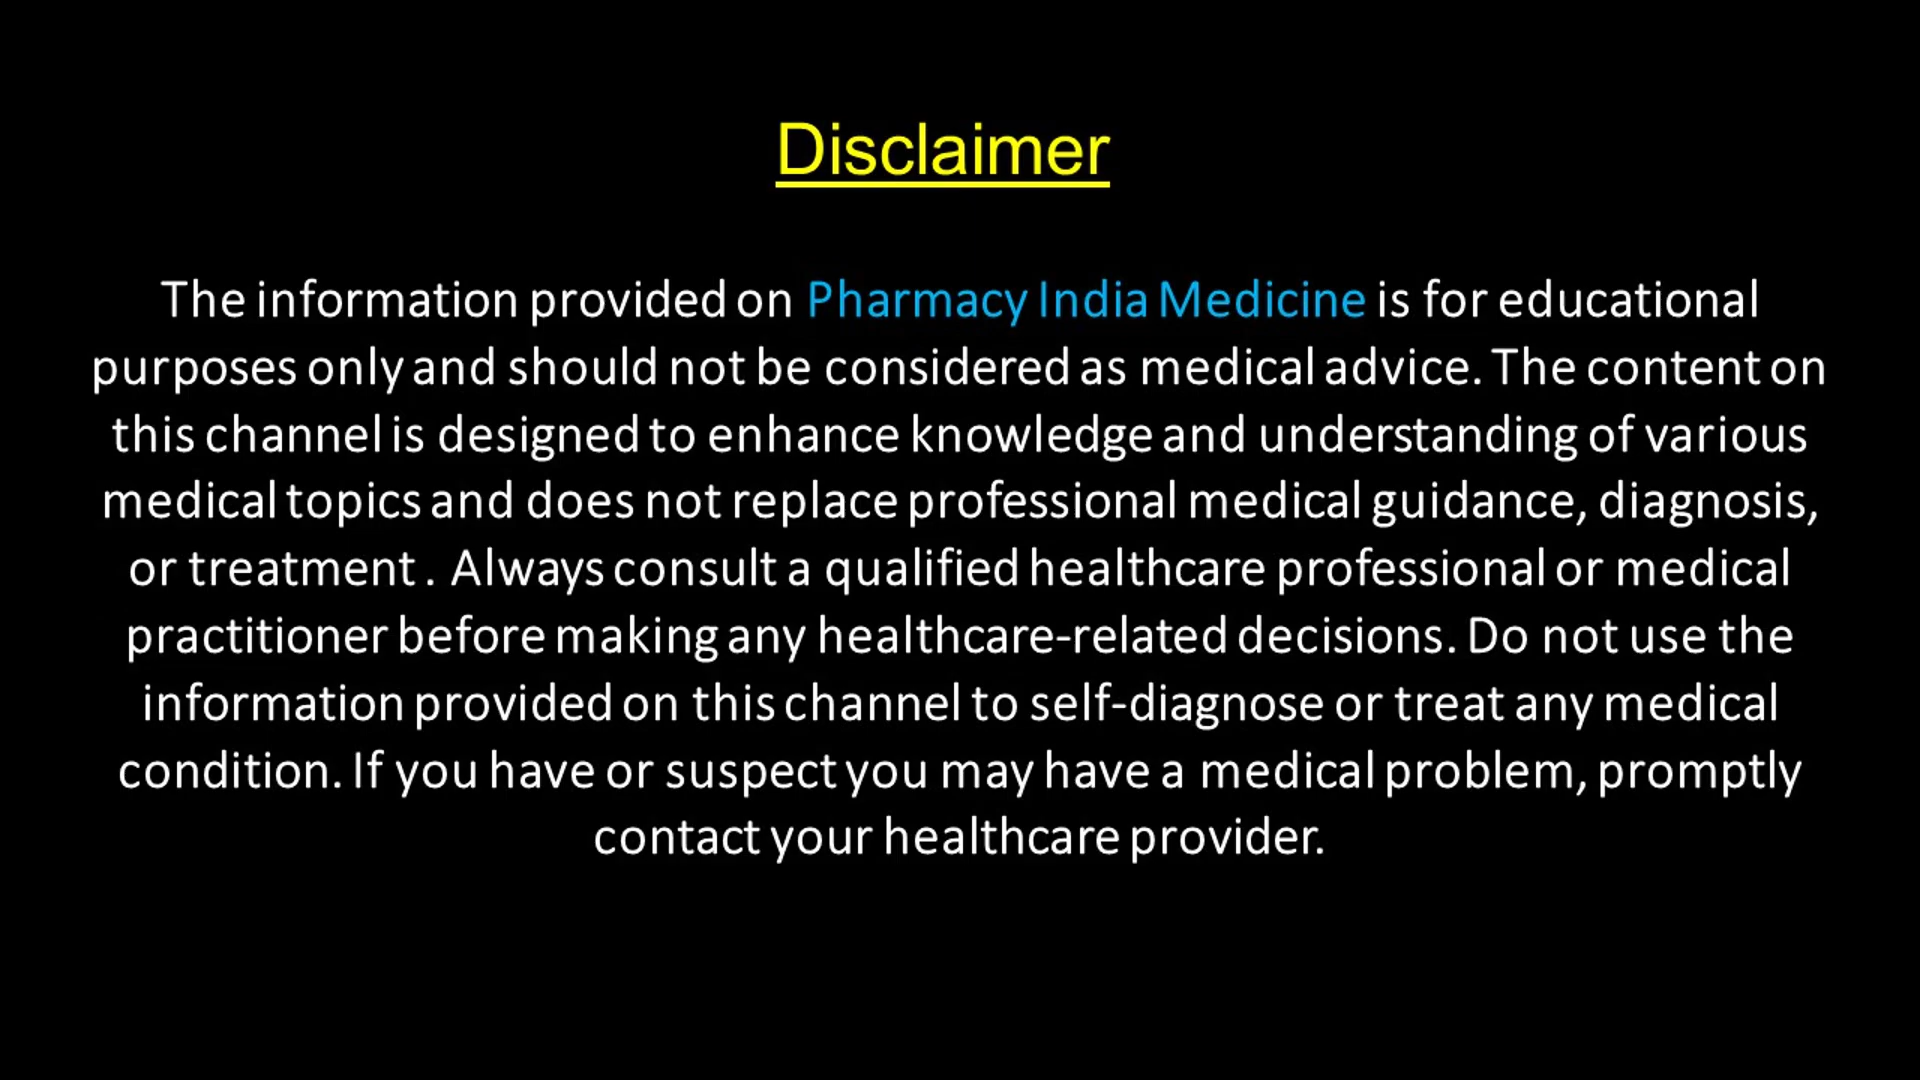 Disclaimer
The information provided on Pharmacy India Medicine is for educational
purposes only and should not be considered as medical advice. The content on
this channel is designed to enhance knowledge and understanding of various
medical topics and does not replace professional medical guidance, diagnosis,
or treatment . Always consult a qualified healthcare professional or medical
practitioner before making any healthcare-related decisions. Do not use the
information provided on this channel to self-diagnose or treat any medical
condition. If you have or suspect you may have a medical problem, promptly
contact your healthcare provider.